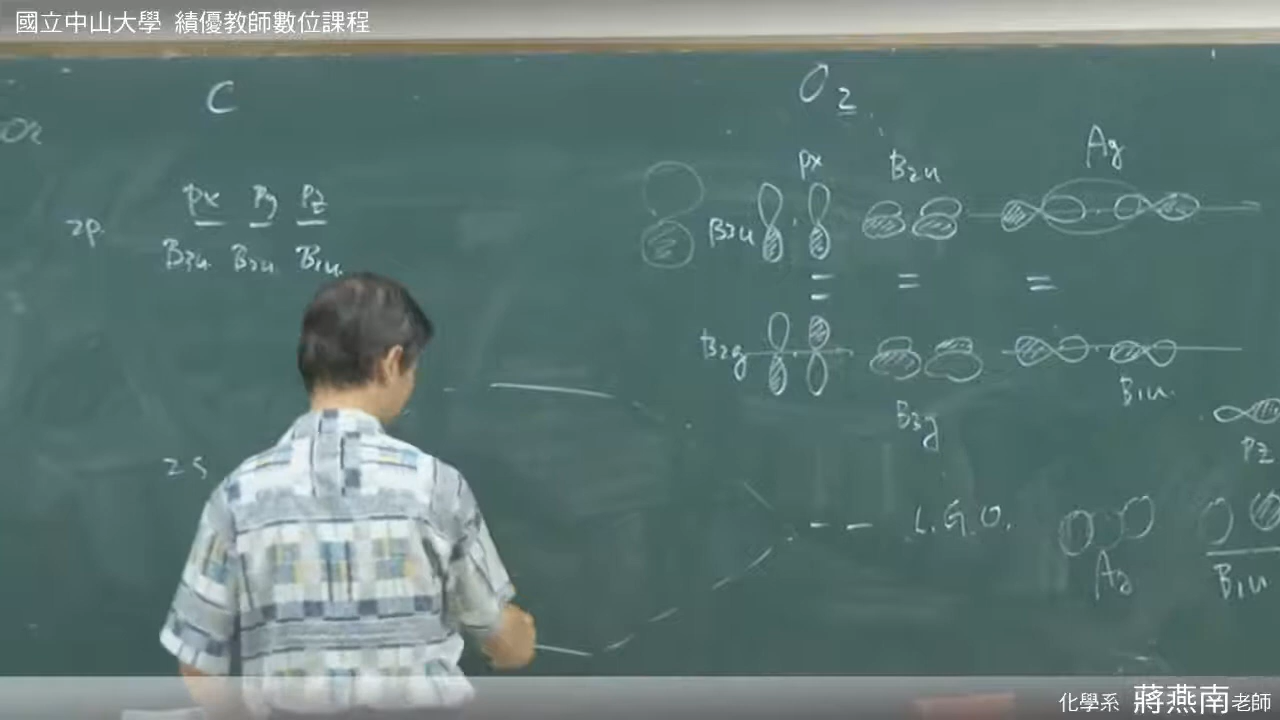 國立中山大學 績優教師數位課程
C
O₂
px
B₂u
Ag
px Py Pz
2p
B₃u B₂u B₁u
B₃u
= = =
B₂g
B₁u
B₃g
Pz
2s
L.G.O.
Ag
B₁u
化學系 蔣燕南老師